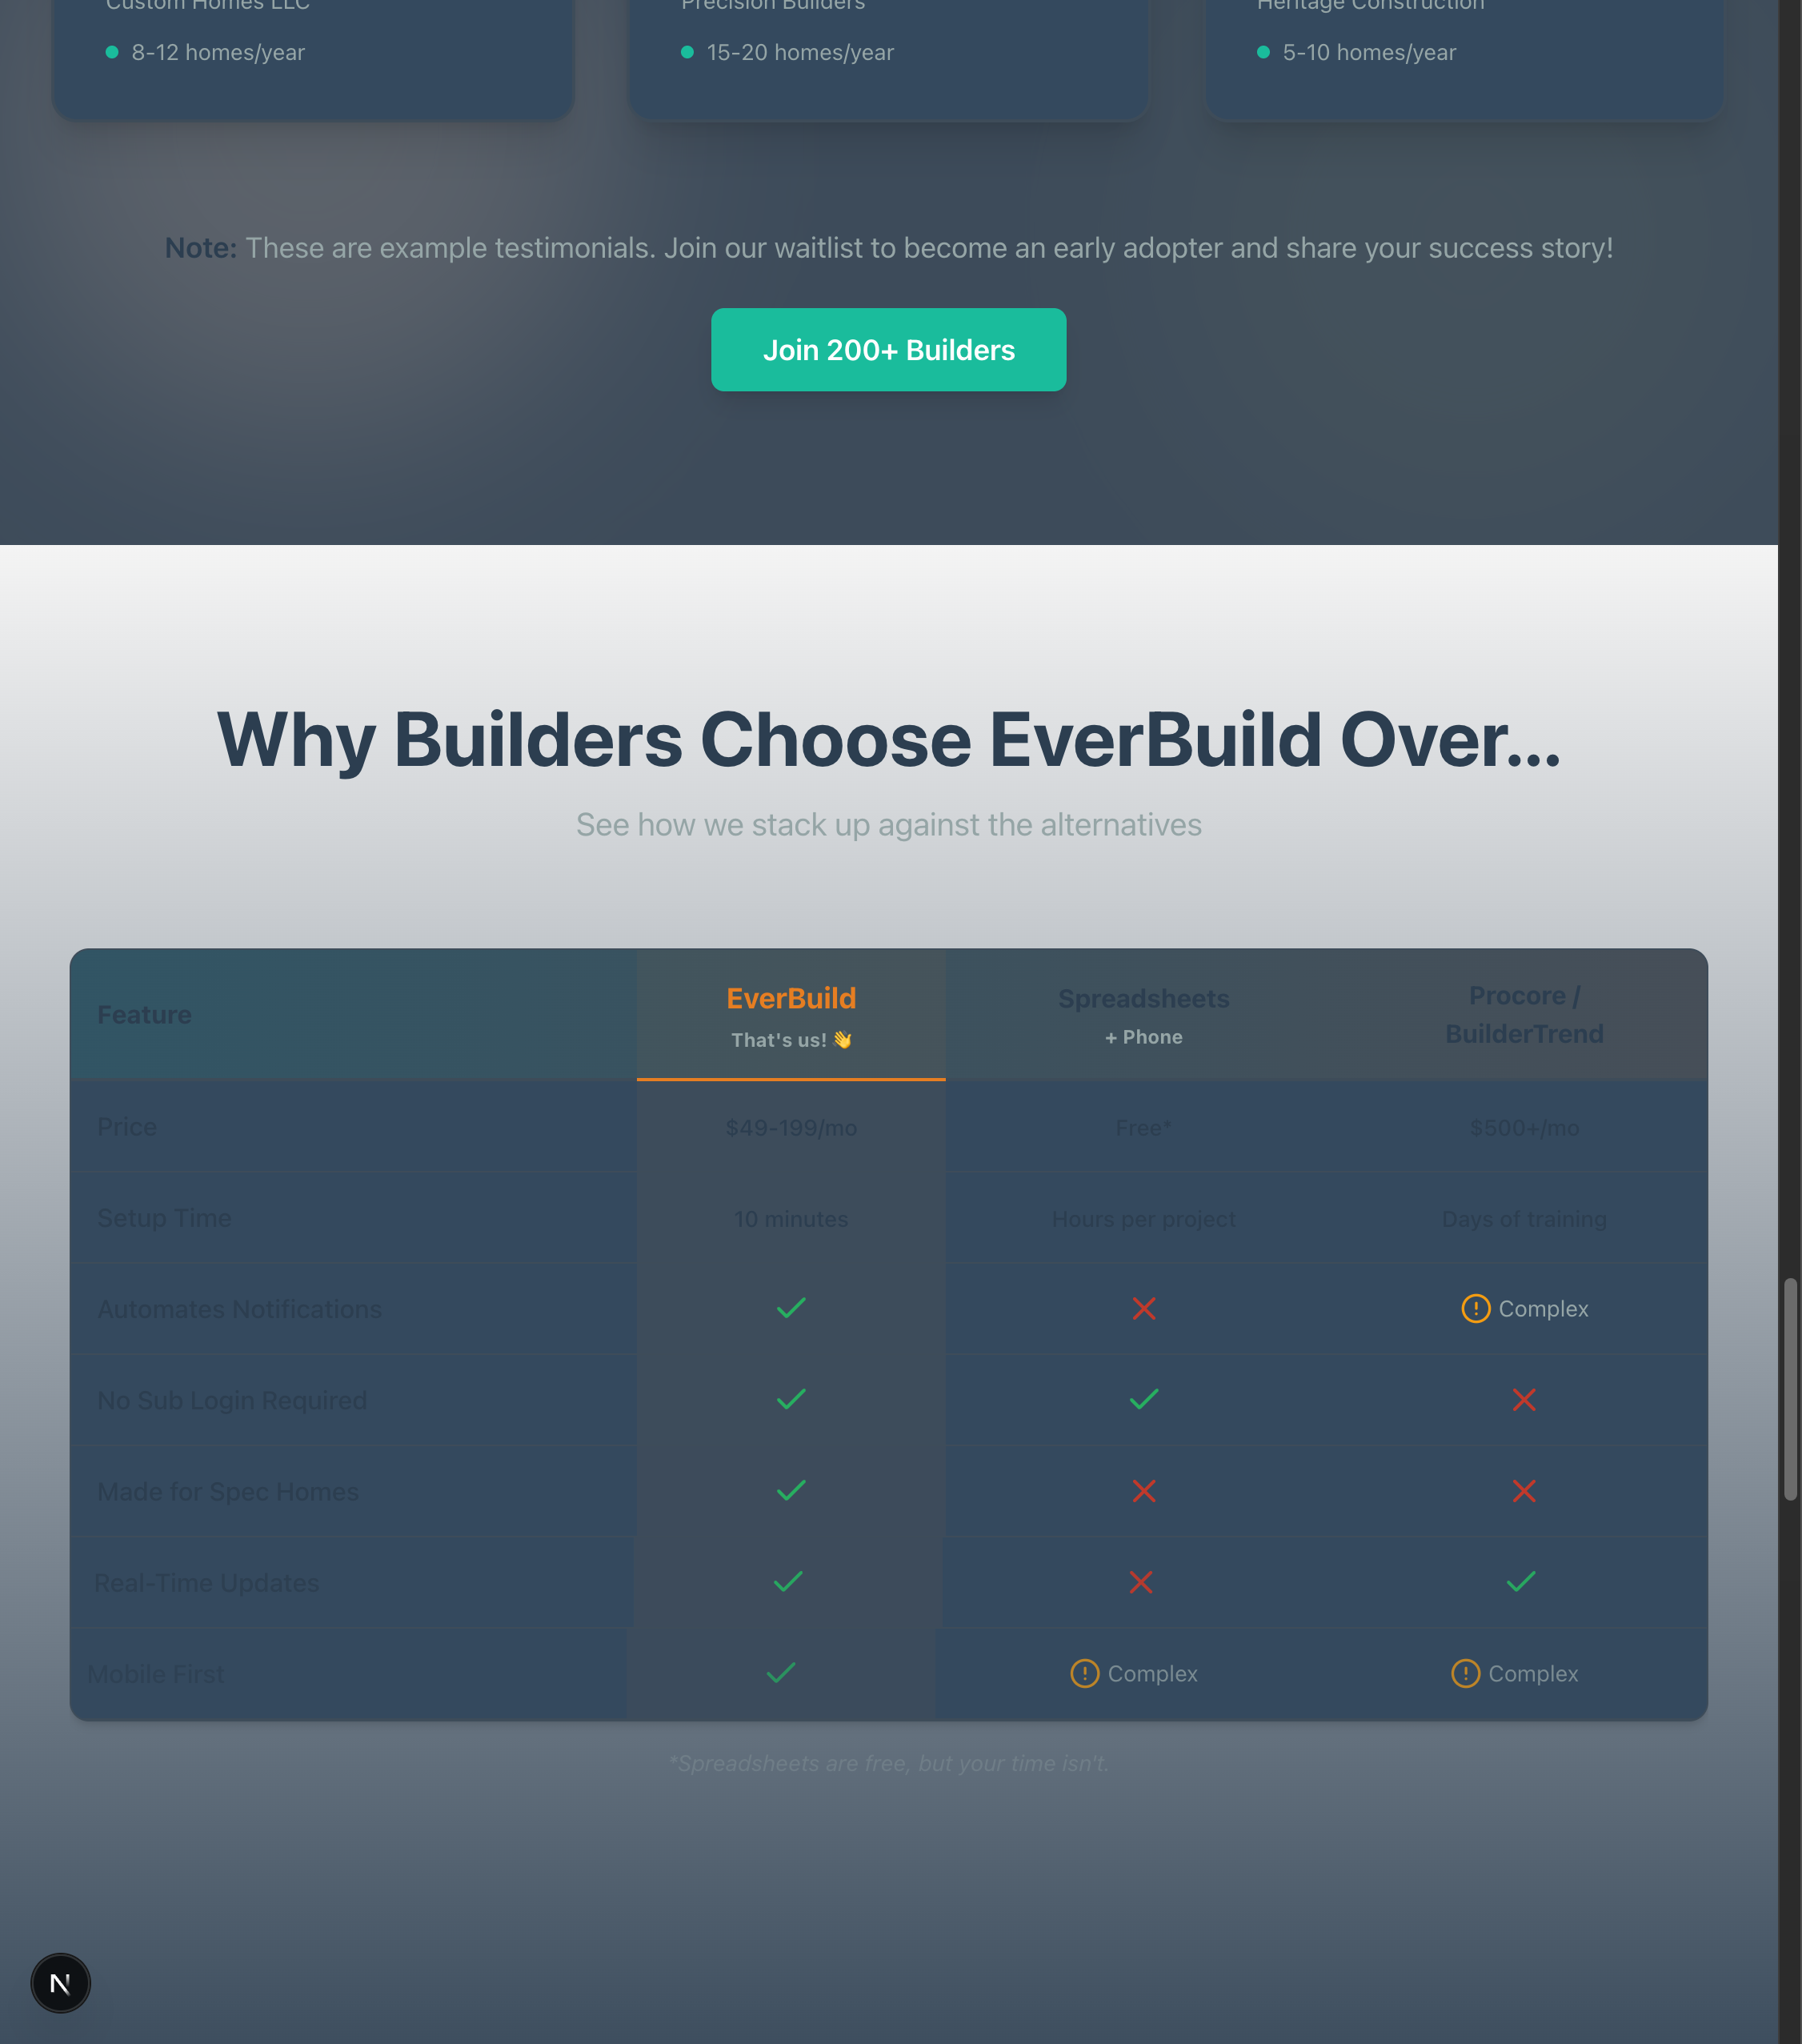 Custom Homes LLC
Precision Builders
Heritage Construction
8-12 homes/year
15-20 homes/year
5-10 homes/year
Note: These are example testimonials. Join our waitlist to become an early adopter and share your success story!
Join 200+ Builders
Why Builders Choose EverBuild Over...
See how we stack up against the alternatives
Feature
EverBuild
That's us! 👋
Spreadsheets
+ Phone
Procore /
BuilderTrend
Price
$49-199/mo
Free*
$500+/mo
Setup Time
10 minutes
Hours per project
Days of training
Automates Notifications
Complex
No Sub Login Required
Made for Spec Homes
Real-Time Updates
Mobile First
Complex
Complex
*Spreadsheets are free, but your time isn't.
N